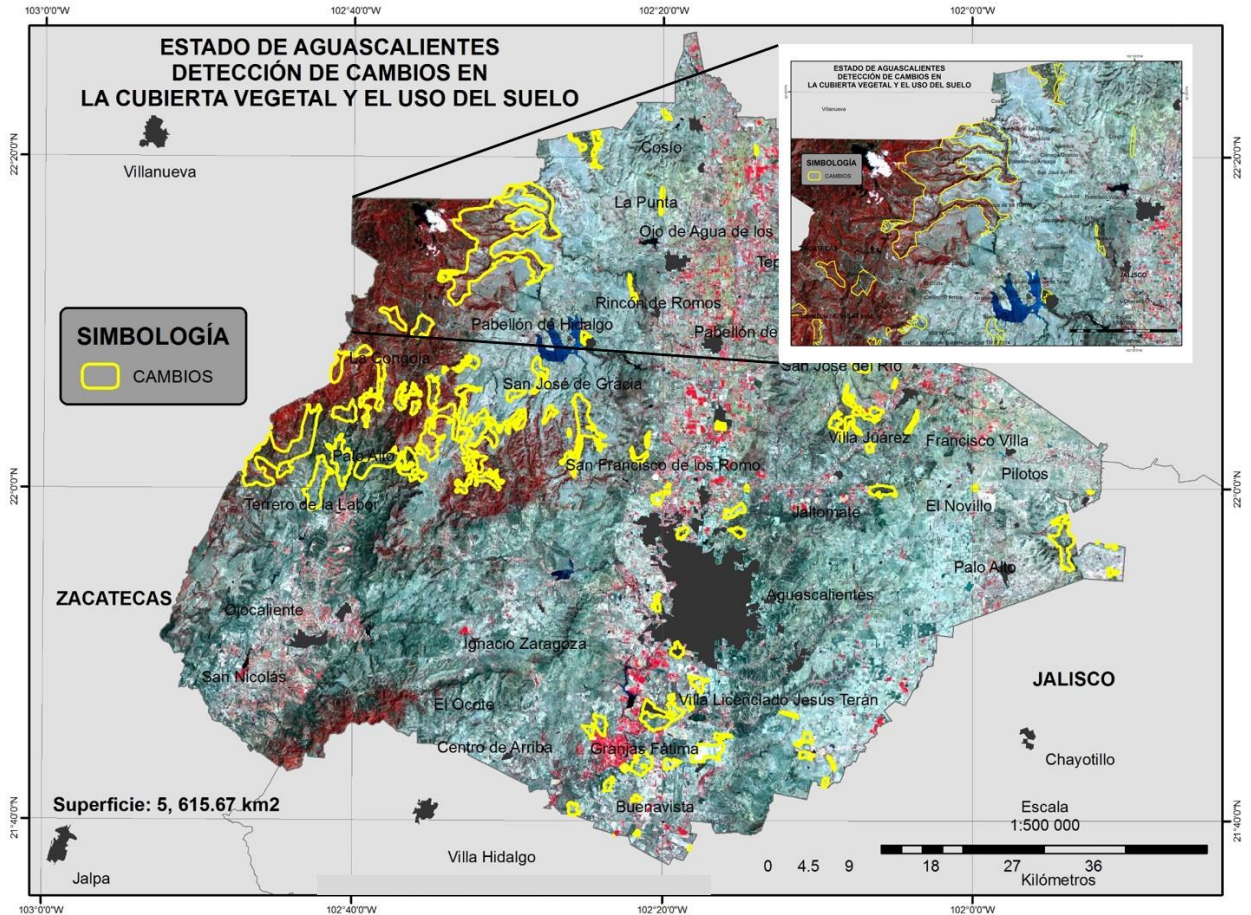 103°0'0"W
102°40'0"W
102°20'0"W
102°0'0"W
ESTADO DE AGUASCALIENTES
DETECCIÓN DE CAMBIOS EN
LA CUBIERTA VEGETAL Y EL USO DEL SUELO
ESTADO DE AGUASCALIENTES
DETECCIÓN DE CAMBIOS EN
LA CUBIERTA VEGETAL Y EL USO DEL SUELO
Villanueva
SIMBOLOGÍA
CAMBIOS
ZACATECAS
JALISCO
22°20'0"N
22°20'0"N
Villanueva
Cosío
La Punta
Ojo de Agua de los
Rincón de Romos
Pabellón de Hidalgo
Pabellón de
SIMBOLOGÍA
CAMBIOS
La Congoja
San José de Gracia
San José del Río
Villa Juárez
Francisco Villa
Palo Alto
San Francisco de los Romo
Pilotos
22°0'0"N
22°0'0"N
Terrero de la Labor
Jaltomate
El Novillo
Palo Alto
ZACATECAS
Ojocaliente
Aguascalientes
Ignacio Zaragoza
San Nicolás
JALISCO
El Ocote
Villa Licenciado Jesús Terán
Centro de Arriba
Granjas Fátima
Chayotillo
Superficie: 5, 615.67 km2
Buenavista
Escala
1:500 000
21°40'0"N
21°40'0"N
Villa Hidalgo
0 4.5 9 18 27 36
Kilómetros
Jalpa
103°0'0"W
102°40'0"W
102°20'0"W
102°0'0"W